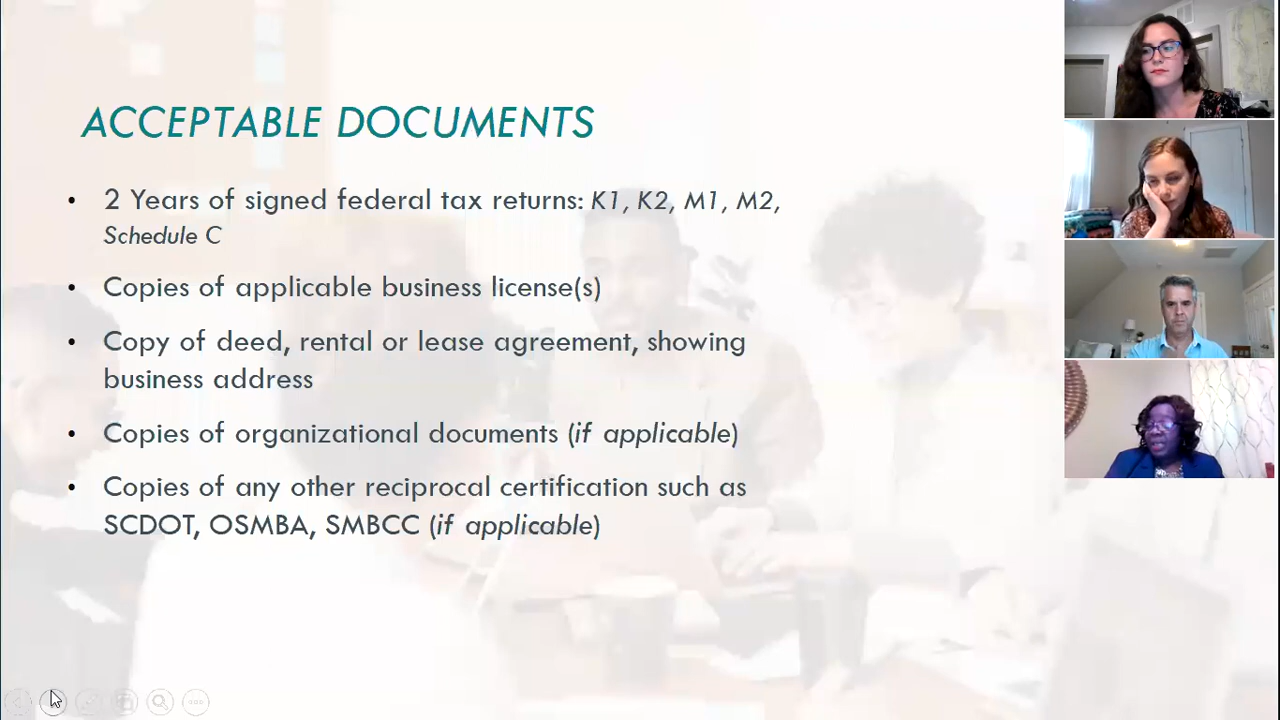 ACCEPTABLE DOCUMENTS
• 2 Years of signed federal tax returns: K1, K2, M1, M2,
Schedule C
• Copies of applicable business license(s)
• Copy of deed, rental or lease agreement, showing
business address
• Copies of organizational documents (if applicable)
• Copies of any other reciprocal certification such as
SCDOT, OSMBA, SMBCC (if applicable)